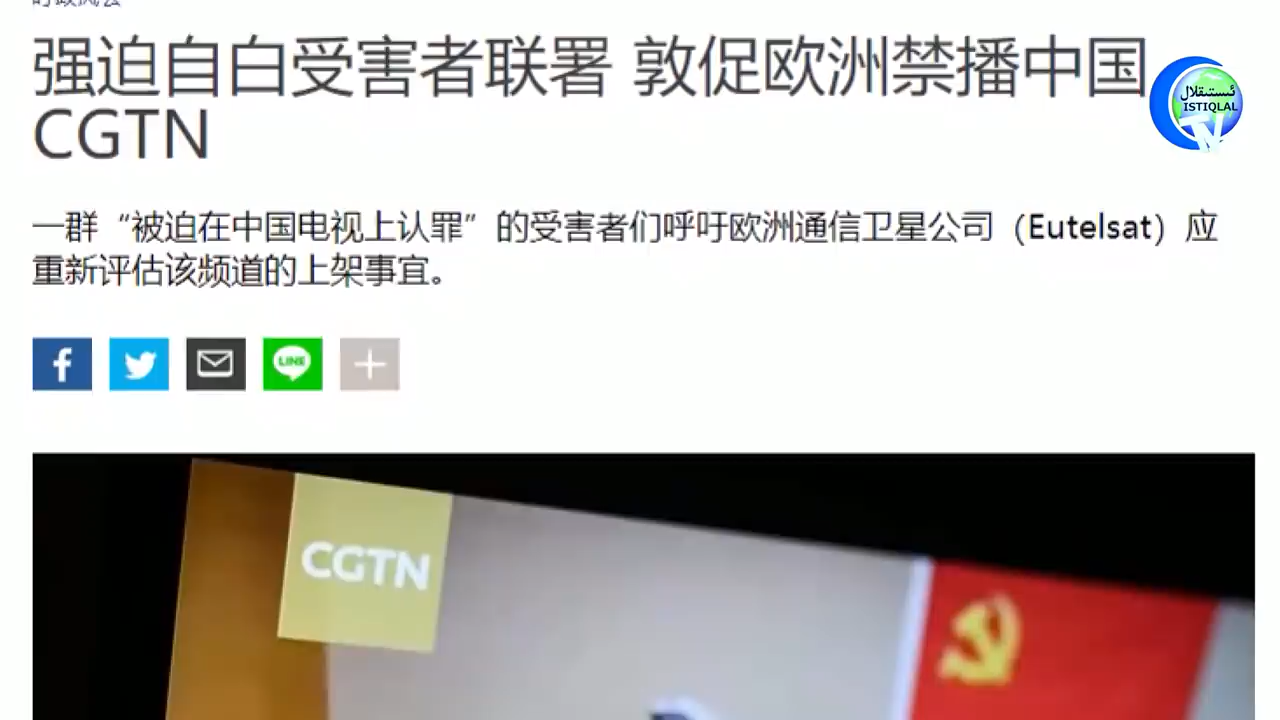 强迫自白受害者联署 敦促欧洲禁播中国
CGTN
ئىستىقلال
ISTIQLAL
TV
一群“被迫在中国电视上认罪”的受害者们呼吁欧洲通信卫星公司（Eutelsat）应
重新评估该频道的上架事宜。
f
LINE
CGTN